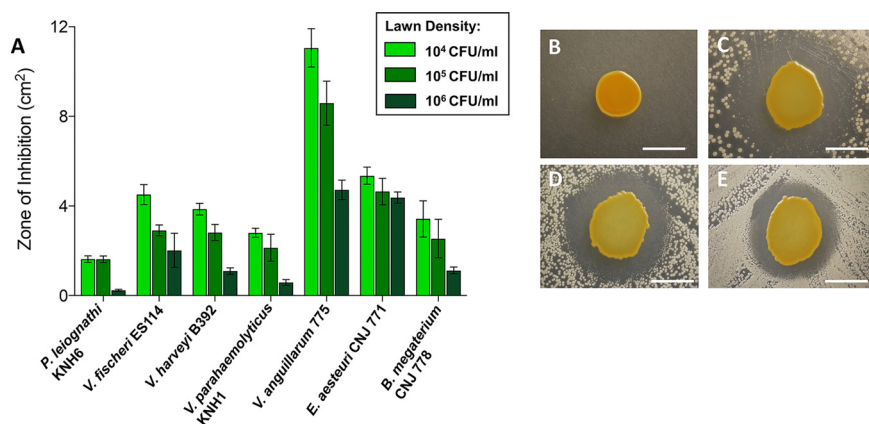 A
Zone of Inhibition (cm²)
12
8
4
0
Lawn Density:
10⁴ CFU/ml
10⁵ CFU/ml
10⁶ CFU/ml
P. leiognathi
KNH6
V. fischeri ES114
V. harveyi B392
V. parahaemolyticus
KNH1
V. anguillarum 775
E. aesteuri CNJ 771
B. megaterium
CNJ 778
B
C
D
E